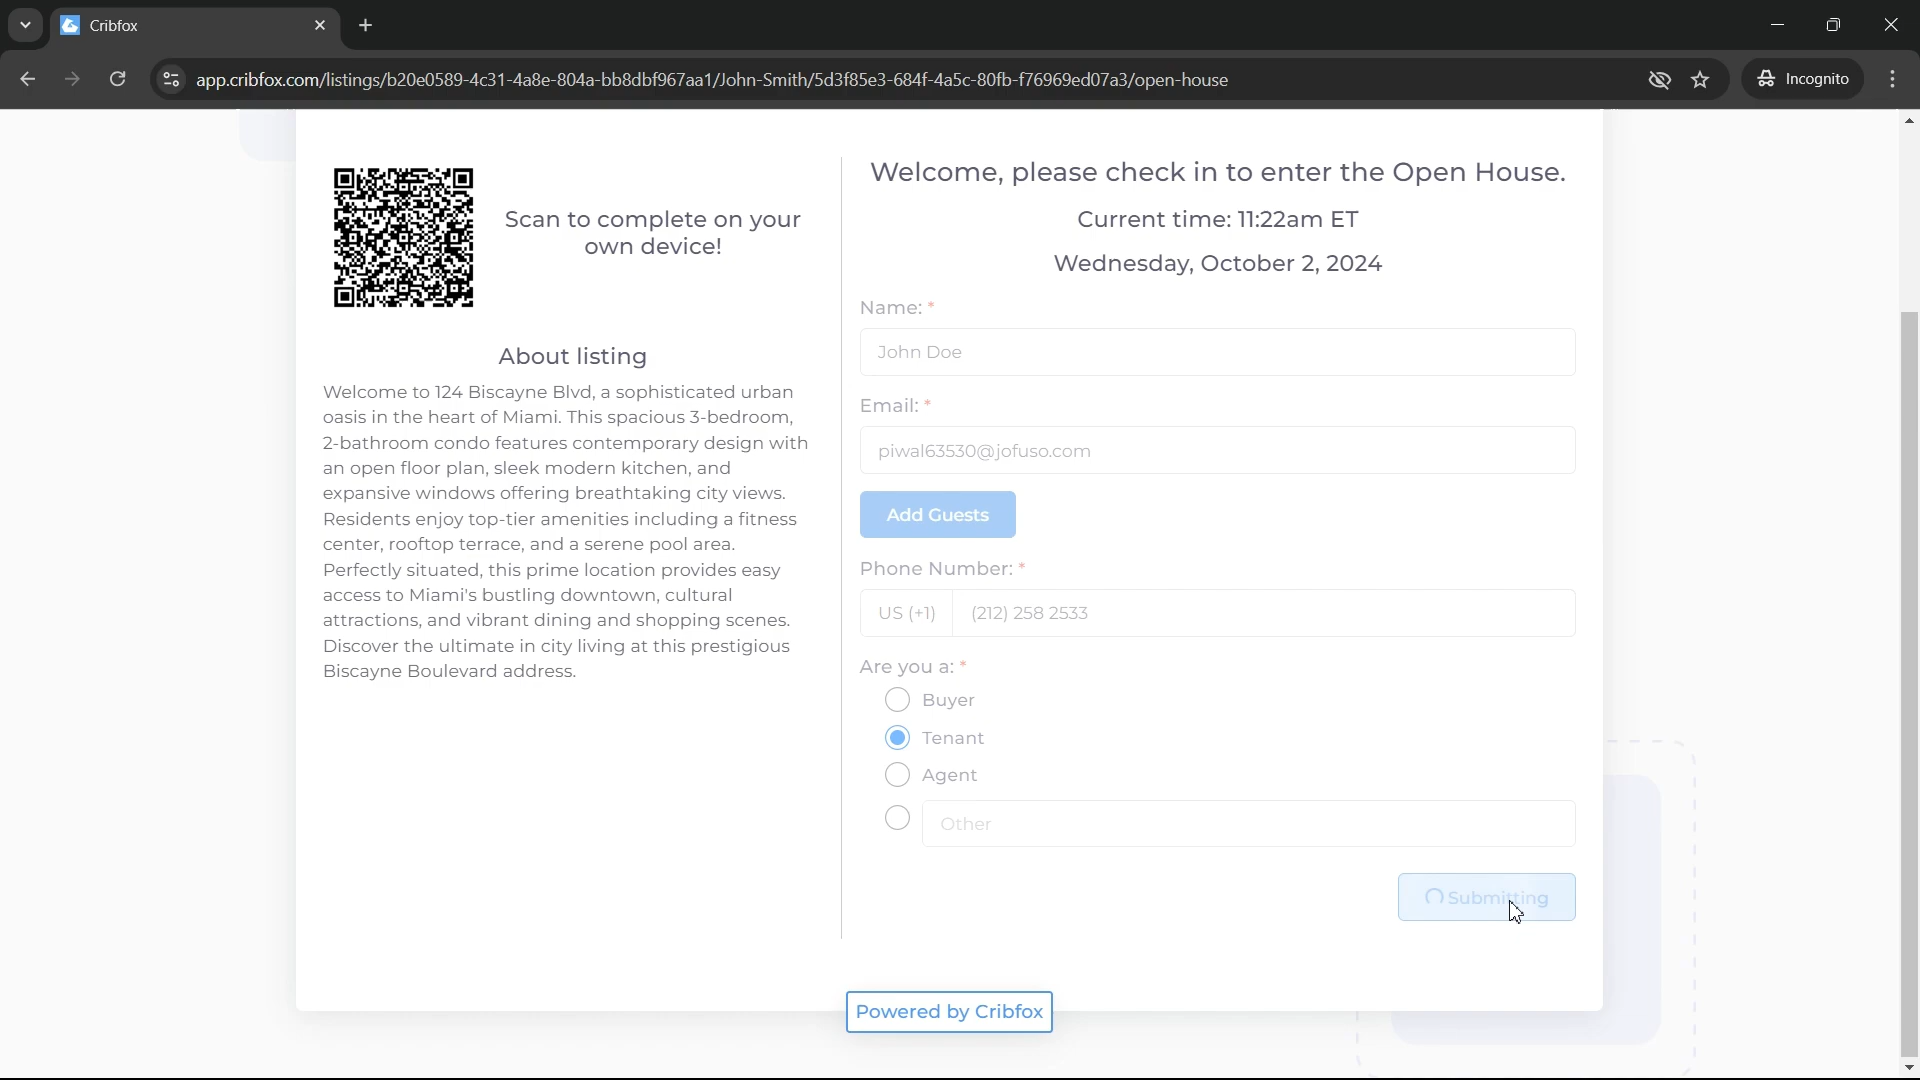 Cribfox
app.cribfox.com/listings/b20e0589-4c31-4a8e-804a-bb8dbf967aa1/John-Smith/5d3f85e3-684f-4a5c-80fb-f76969ed07a3/open-house
Incognito
Scan to complete on your
own device!
About listing
Welcome to 124 Biscayne Blvd, a sophisticated urban
oasis in the heart of Miami. This spacious 3-bedroom,
2-bathroom condo features contemporary design with
an open floor plan, sleek modern kitchen, and
expansive windows offering breathtaking city views.
Residents enjoy top-tier amenities including a fitness
center, rooftop terrace, and a serene pool area.
Perfectly situated, this prime location provides easy
access to Miami's bustling downtown, cultural
attractions, and vibrant dining and shopping scenes.
Discover the ultimate in city living at this prestigious
Biscayne Boulevard address.
Welcome, please check in to enter the Open House.
Current time: 11:22am ET
Wednesday, October 2, 2024
Name: *
John Doe
Email: *
piwal63530@jofuso.com
Add Guests
Phone Number: *
US (+1) (212) 258 2533
Are you a: *
Buyer
Tenant
Agent
Other
Submitting
Powered by Cribfox